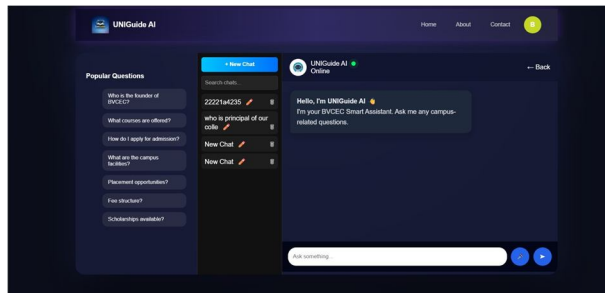 UNIGuide AI
Home
About
Contact
R
Popular Questions
Who is the founder of
BVCEC?
What courses are offered?
How do I apply for admission?
What are the campus
facilities?
Placement opportunities?
Fee structure?
Scholarships available?
+ New Chat
Search chats...
22221a4235
who is principal of our
colle
New Chat
New Chat
UNIGuide AI
Online
← Back
Hello, I'm UNIGuide AI 👋
I'm your BVCEC Smart Assistant. Ask me any campus-
related questions.
Ask something...